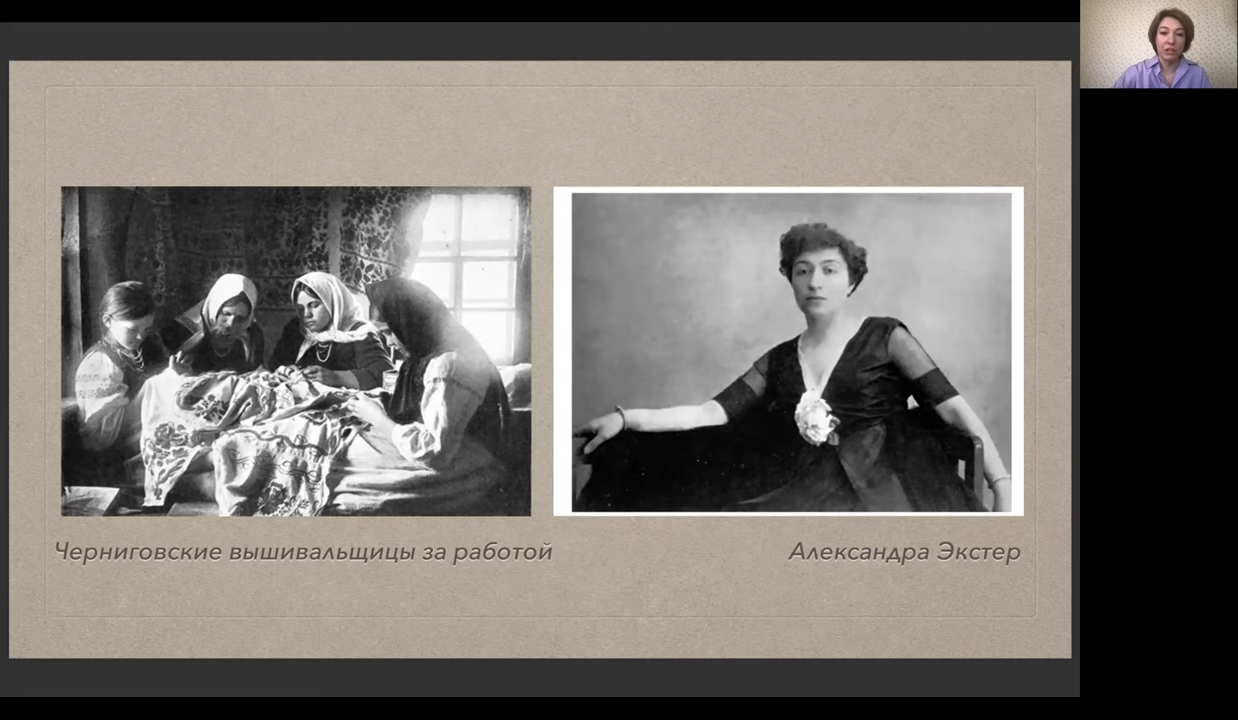 Черниговские вышивальщицы за работой
Александра Экстер